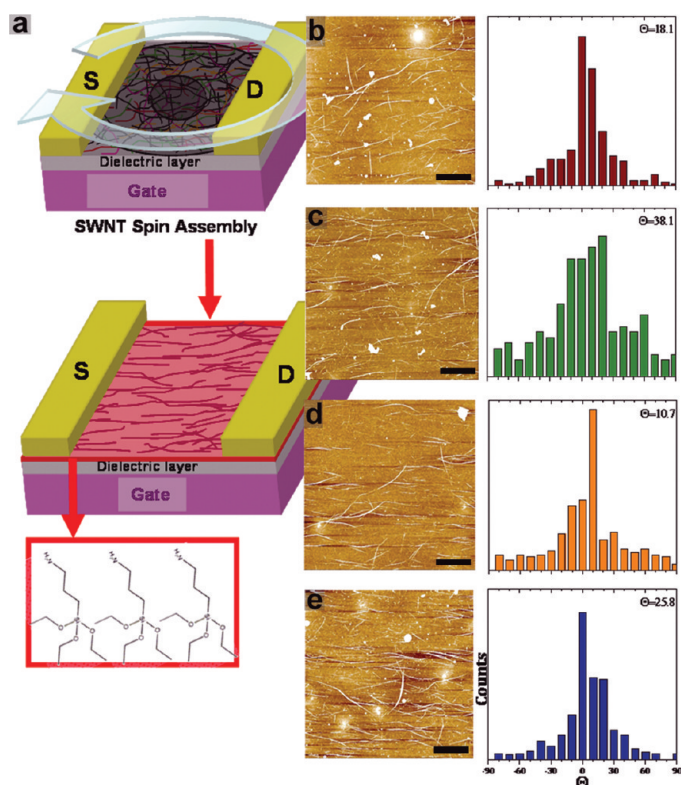 a
S
D
Dielectric layer
Gate
SWNT Spin Assembly
S
D
Dielectric layer
Gate
b
Θ=18.1
c
Θ=38.1
d
Θ=10.7
e
Θ=25.8
Counts
-90 -60 -30 0 30 60 90
Θ